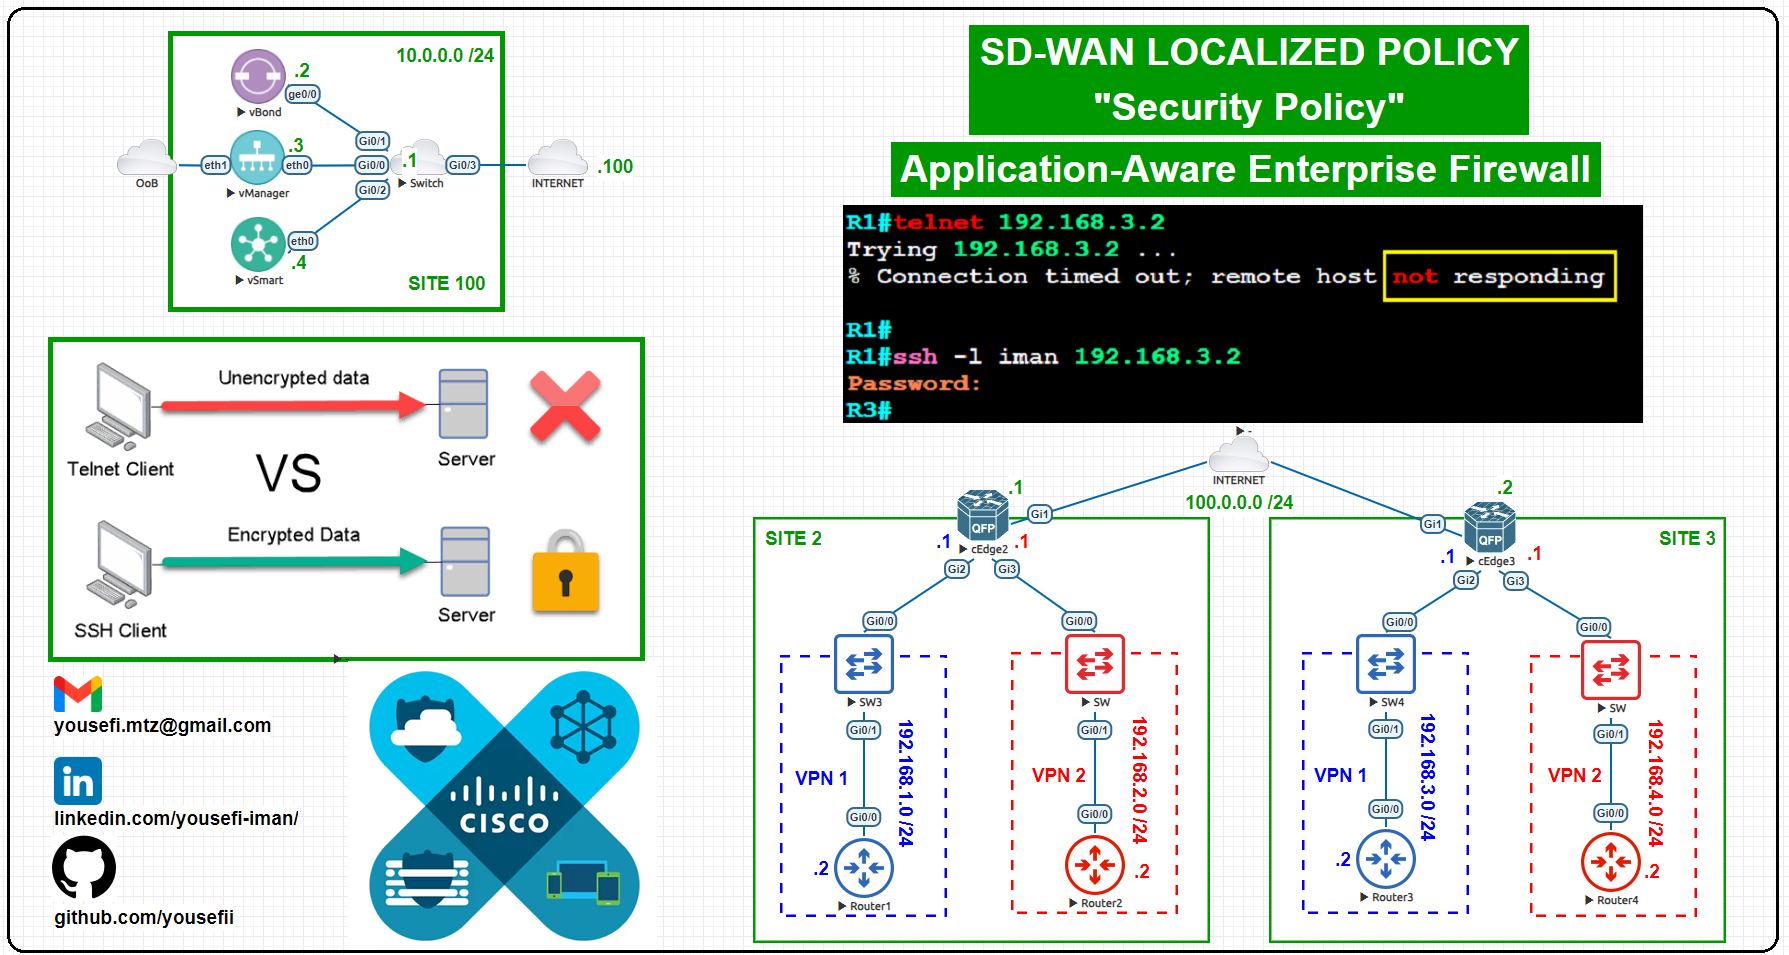 SD-WAN LOCALIZED POLICY
"Security Policy"
Application-Aware Enterprise Firewall
10.0.0.0 /24
.2
ge0/0
vBond
.3
Gi0/1
OoB
eth1
eth0
Gi0/0
.1
Gi0/3
INTERNET
.100
vManager
Gi0/2
Switch
eth0
.4
vSmart
SITE 100
R1#telnet 192.168.3.2
Trying 192.168.3.2 ...
% Connection timed out; remote host not responding
R1#
R1#ssh -l iman 192.168.3.2
Password:
R3#
Unencrypted data
Telnet Client
VS
Server
Encrypted Data
SSH Client
Server
yousefi.mtz@gmail.com
in
linkedin.com/yousefi-iman/
github.com/yousefii
CISCO
-
INTERNET
100.0.0.0 /24
SITE 2
.1
Gi1
QFP
.1
.1
cEdge2
Gi2
Gi3
Gi0/0
Gi0/0
SW3
SW
Gi0/1
Gi0/1
VPN 1
192.168.1.0 /24
VPN 2
192.168.2.0 /24
Gi0/0
Gi0/0
.2
Router1
.2
Router2
SITE 3
.2
Gi1
QFP
.1
.1
cEdge3
Gi2
Gi3
Gi0/0
Gi0/0
SW4
SW
Gi0/1
Gi0/1
VPN 1
192.168.3.0 /24
VPN 2
192.168.4.0 /24
Gi0/0
Gi0/0
.2
Router3
.2
Router4